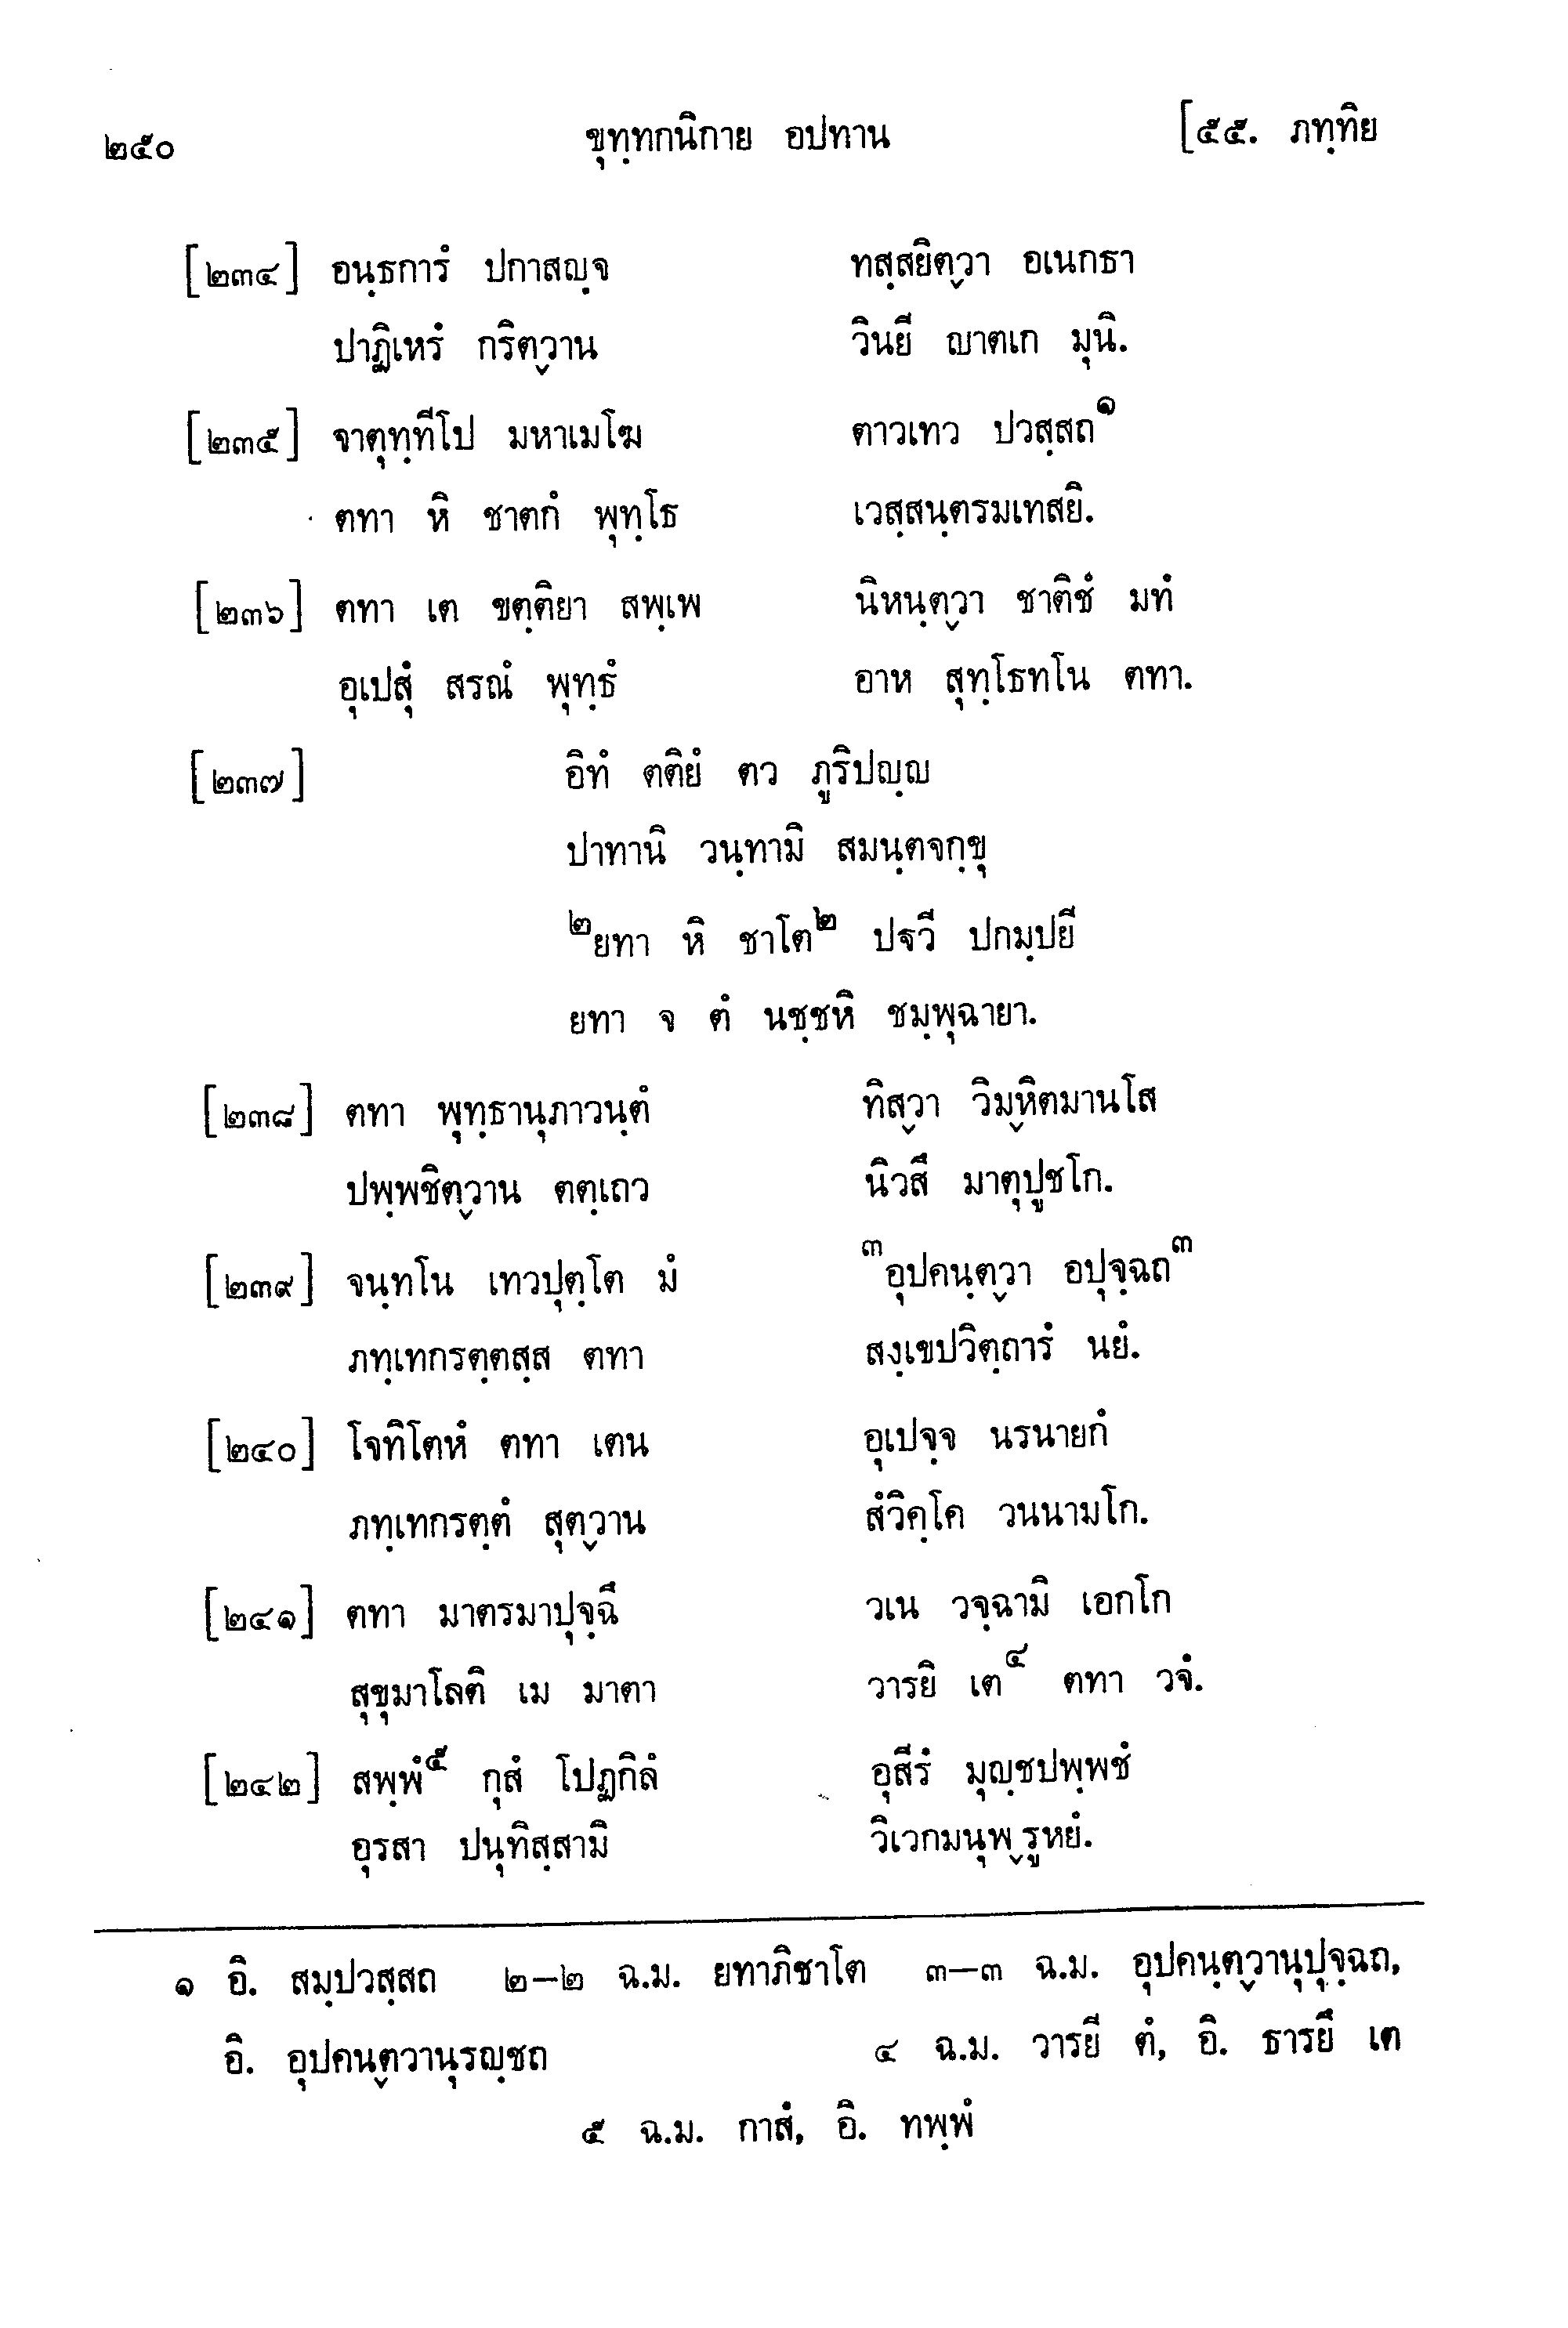 ๒๕๐ ขุทฺทกนิกาย อปทาน [๕๕. ภทฺทิย
[๒๓๔] อนฺธการํ ปกาสญฺจ ทสฺสยิตฺวา อเนกธา
ปาฏิเหรํ กริตฺวาน วินยี ญาตเก มุนิ.
[๒๓๕] จาตุทฺทีโป มหาเมโฆ ตาวเทว ปวสฺสถ๑
ตทา หิ ชาตกํ พุทฺโธ เวสฺสนฺตรมเทสยิ.
[๒๓๖] ตทา เต ขตฺติยา สพฺเพ นิหนฺตฺวา ชาติชํ มทํ
อุเปสุํ สรณํ พุทฺธํ อาห สุทฺโธทโน ตทา.
[๒๓๗] อิทํ ตติยํ ตว ภูริปญฺญ
ปาทานิ วนฺทามิ สมนฺตจกฺขุ
๒ยทา หิ ชาโต๒ ปฐวี ปกมฺปยี
ยทา จ ตํ นชฺชหิ ชมฺพุฉายา.
[๒๓๘] ตทา พุทฺธานุภาวนฺตํ ทิสฺวา วิมฺหิตมานโส
ปพฺพชิตฺวาน ตตฺเถว นิวสึ มาตุปูชโก.
[๒๓๙] จนฺทโน เทวปุตฺโต มํ ๓อุปคนฺตฺวา อปุจฺฉถ๓
ภทฺเทกรตฺตสฺส ตทา สงฺเขปวิตฺถารํ นยํ.
[๒๔๐] โจทิโตหํ ตทา เตน อุเปจฺจ นรนายกํ
ภทฺเทกรตฺตํ สุตฺวาน สํวิคฺโค วนนามโก.
[๒๔๑] ตทา มาตรมาปุจฺฉึ วเน วจฺฉามิ เอกโก
สุขุมาโลติ เม มาตา วารยิ เต๔ ตทา วจํ.
[๒๔๒] สพฺพํ๕ กุสํ โปฏกิลํ อุสีรํ มุญฺชปพฺพชํ
อุรสา ปนุทิสฺสามิ วิเวกมนุพฺรูหยํ.
๑ อิ. สมฺปวสฺสถ ๒–๒ ฉ.ม. ยทาภิชาโต ๓–๓ ฉ.ม. อุปคนฺตฺวานุปุจฺฉถ,
อิ. อุปคนตฺวานุรญฺชถ ๔ ฉ.ม. วารยี ตํ, อิ. ธารยึ เต
๕ ฉ.ม. กาสํ, อิ. ทพฺพํ